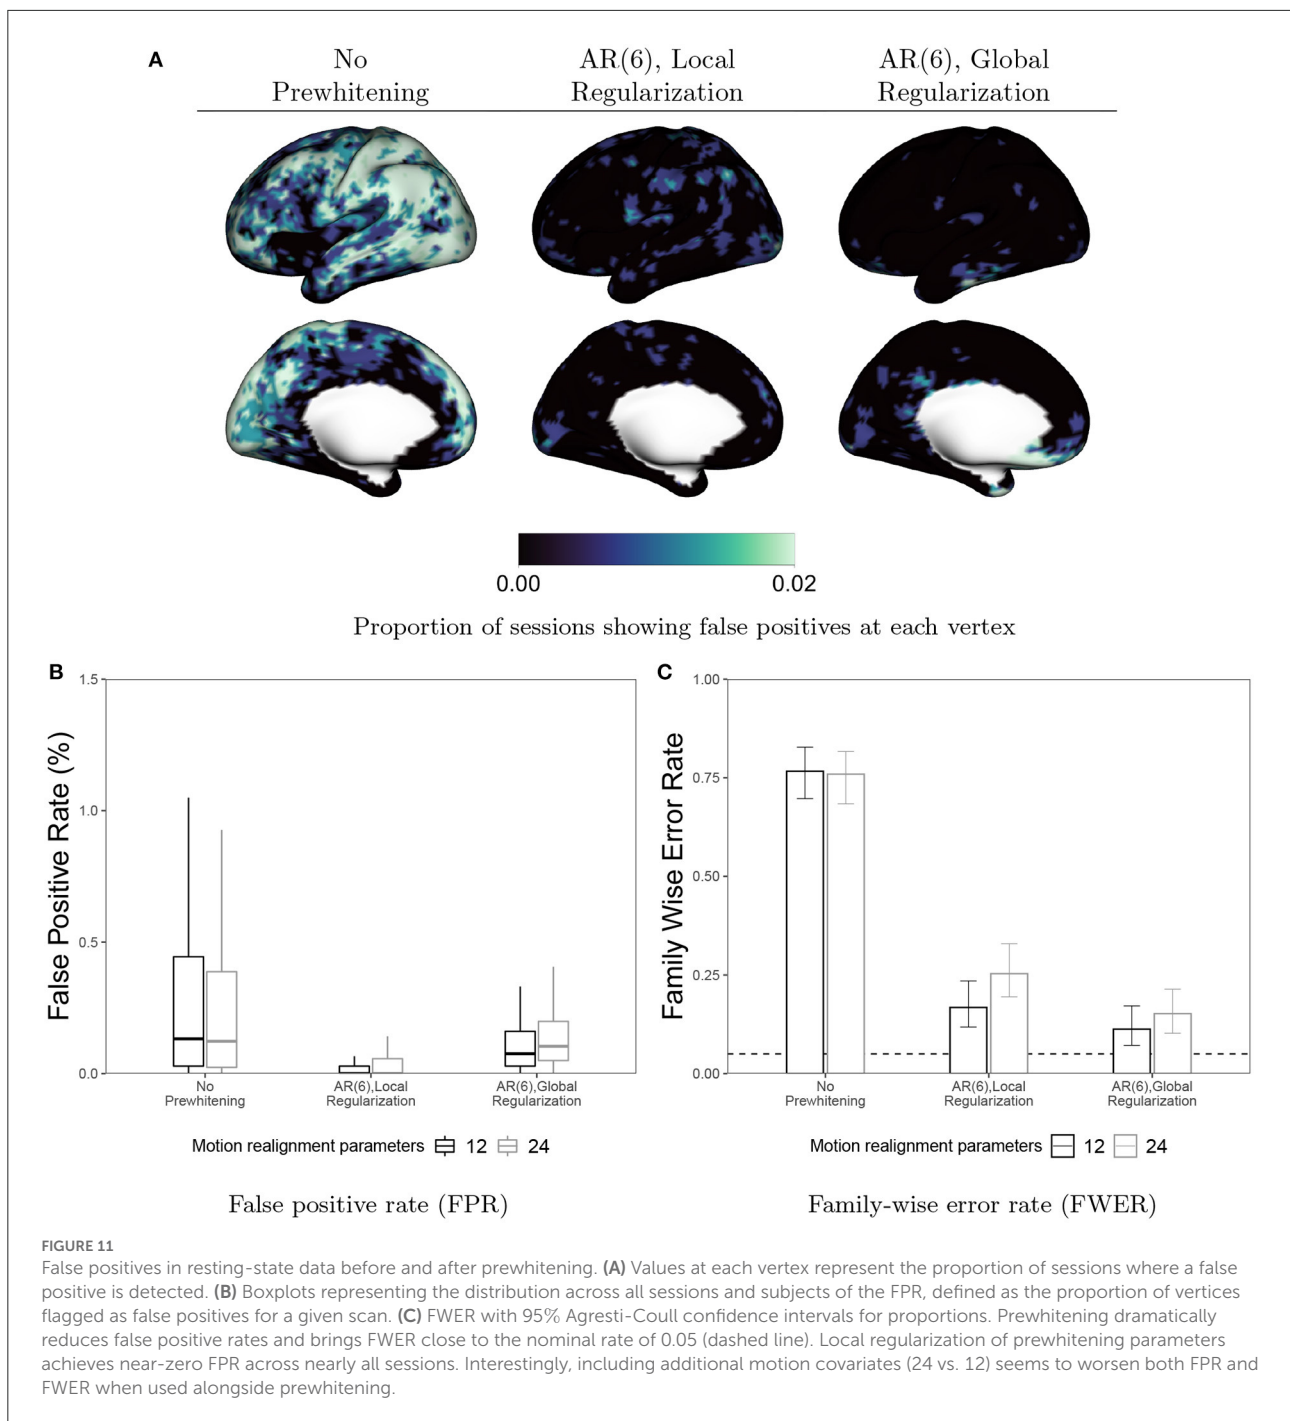 A
No
Prewhitening
AR(6), Local
Regularization
AR(6), Global
Regularization
0.00
0.02
Proportion of sessions showing false positives at each vertex
B
1.5
1.0
0.5
0.0
False Positive Rate (%)
No
Prewhitening
AR(6),Local
Regularization
AR(6),Global
Regularization
Motion realignment parameters 12 24
False positive rate (FPR)
C
1.00
0.75
0.50
0.25
0.00
Family Wise Error Rate
No
Prewhitening
AR(6),Local
Regularization
AR(6),Global
Regularization
Motion realignment parameters 12 24
Family-wise error rate (FWER)
FIGURE 11
False positives in resting-state data before and after prewhitening. (A) Values at each vertex represent the proportion of sessions where a false
positive is detected. (B) Boxplots representing the distribution across all sessions and subjects of the FPR, defined as the proportion of vertices
flagged as false positives for a given scan. (C) FWER with 95% Agresti-Coull confidence intervals for proportions. Prewhitening dramatically
reduces false positive rates and brings FWER close to the nominal rate of 0.05 (dashed line). Local regularization of prewhitening parameters
achieves near-zero FPR across nearly all sessions. Interestingly, including additional motion covariates (24 vs. 12) seems to worsen both FPR and
FWER when used alongside prewhitening.